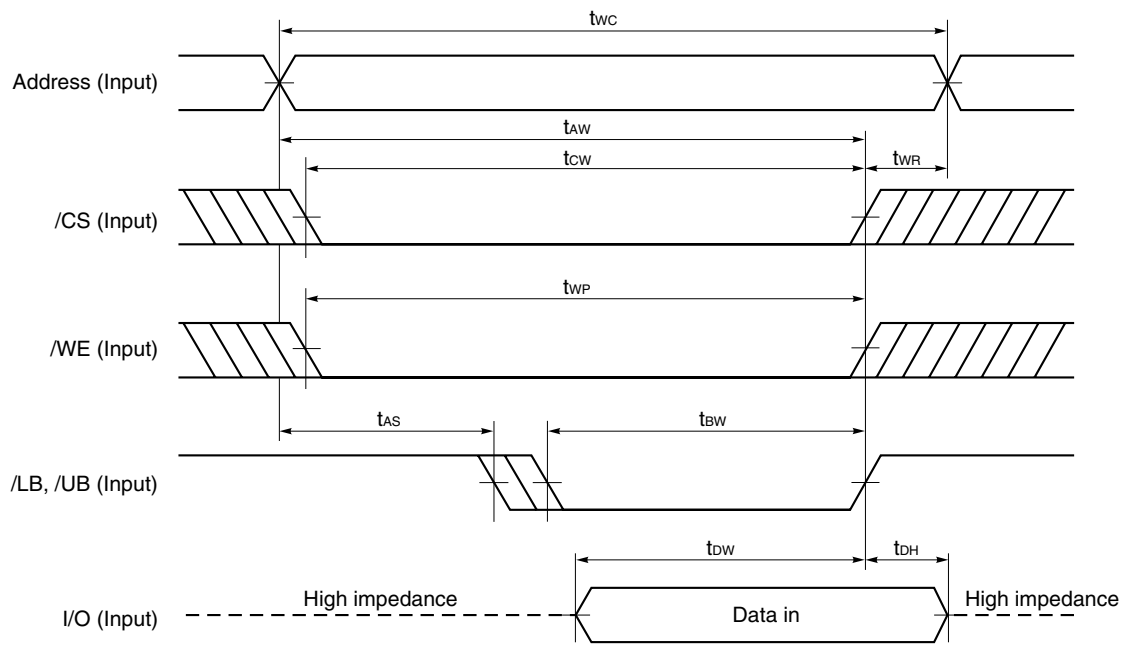 tWC
Address (Input)
tAW
tCW
tWR
/CS (Input)
tWP
/WE (Input)
tAS
tBW
/LB, /UB (Input)
tDW
tDH
High impedance
Data in
High impedance
I/O (Input)